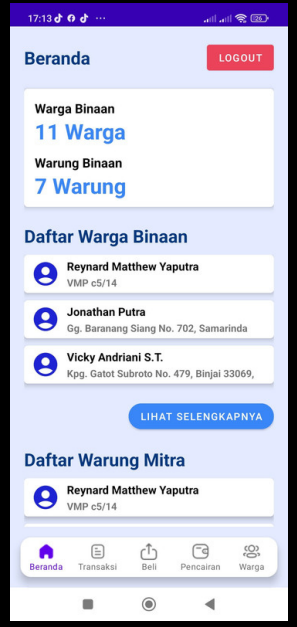 17:13
26
Beranda
LOGOUT
Warga Binaan
11 Warga
Warung Binaan
7 Warung
Daftar Warga Binaan
Reynard Matthew Yaputra
VMP c5/14
Jonathan Putra
Gg. Baranang Siang No. 702, Samarinda
Vicky Andriani S.T.
Kpg. Gatot Subroto No. 479, Binjai 33069,
LIHAT SELENGKAPNYA
Daftar Warung Mitra
Reynard Matthew Yaputra
VMP c5/14
Beranda Transaksi Beli Pencairan Warga